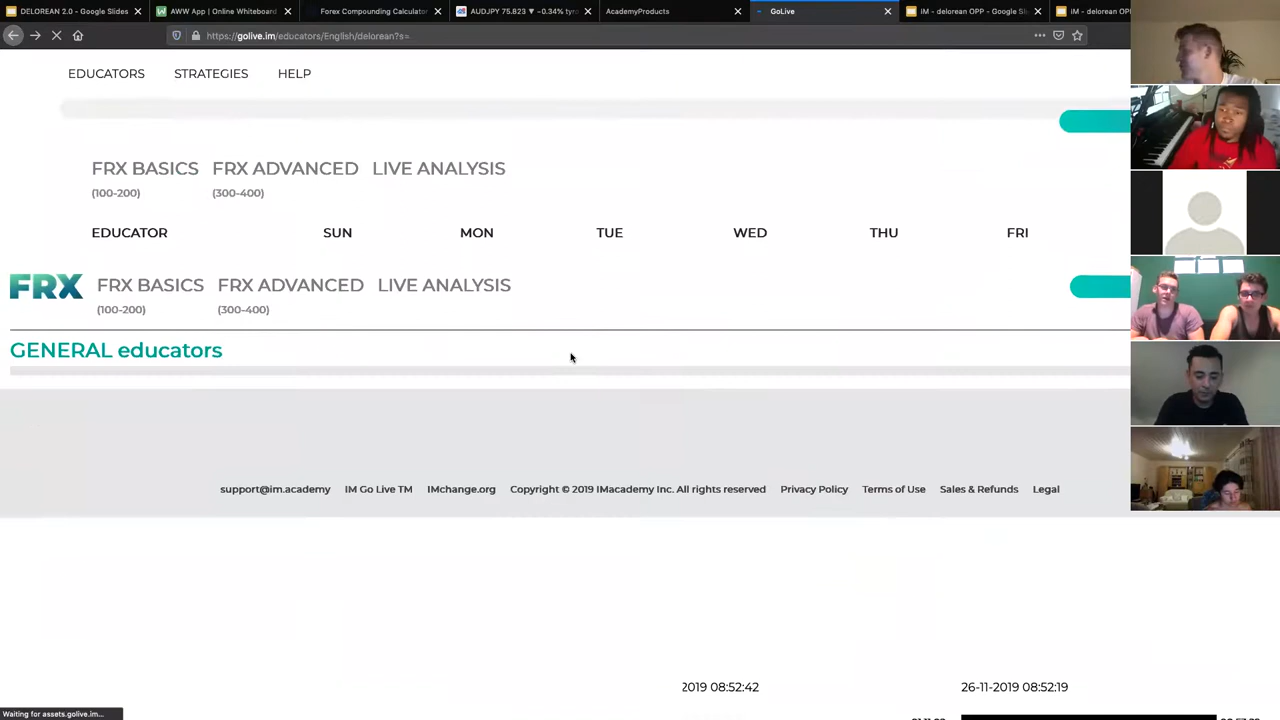 DELOREAN 2.0 - Google Slides
AWW App | Online Whiteboard
Forex Compounding Calculator
AUDJPY 75.823 ▼ −0.34%
AcademyProducts
GoLive
iM - delorean OPP - Google Sli
iM - delorean OPP
https://golive.im/educators/English/delorean?s=
EDUCATORS STRATEGIES HELP
FRX BASICS FRX ADVANCED LIVE ANALYSIS
(100-200) (300-400)
EDUCATOR SUN MON TUE WED THU FRI
FRX FRX BASICS FRX ADVANCED LIVE ANALYSIS
(100-200) (300-400)
GENERAL educators
support@im.academy IM Go Live TM IMchange.org Copyright © 2019 IMacademy Inc. All rights reserved Privacy Policy Terms of Use Sales & Refunds Legal
2019 08:52:42 26-11-2019 08:52:19
Waiting for assets.golive.im...